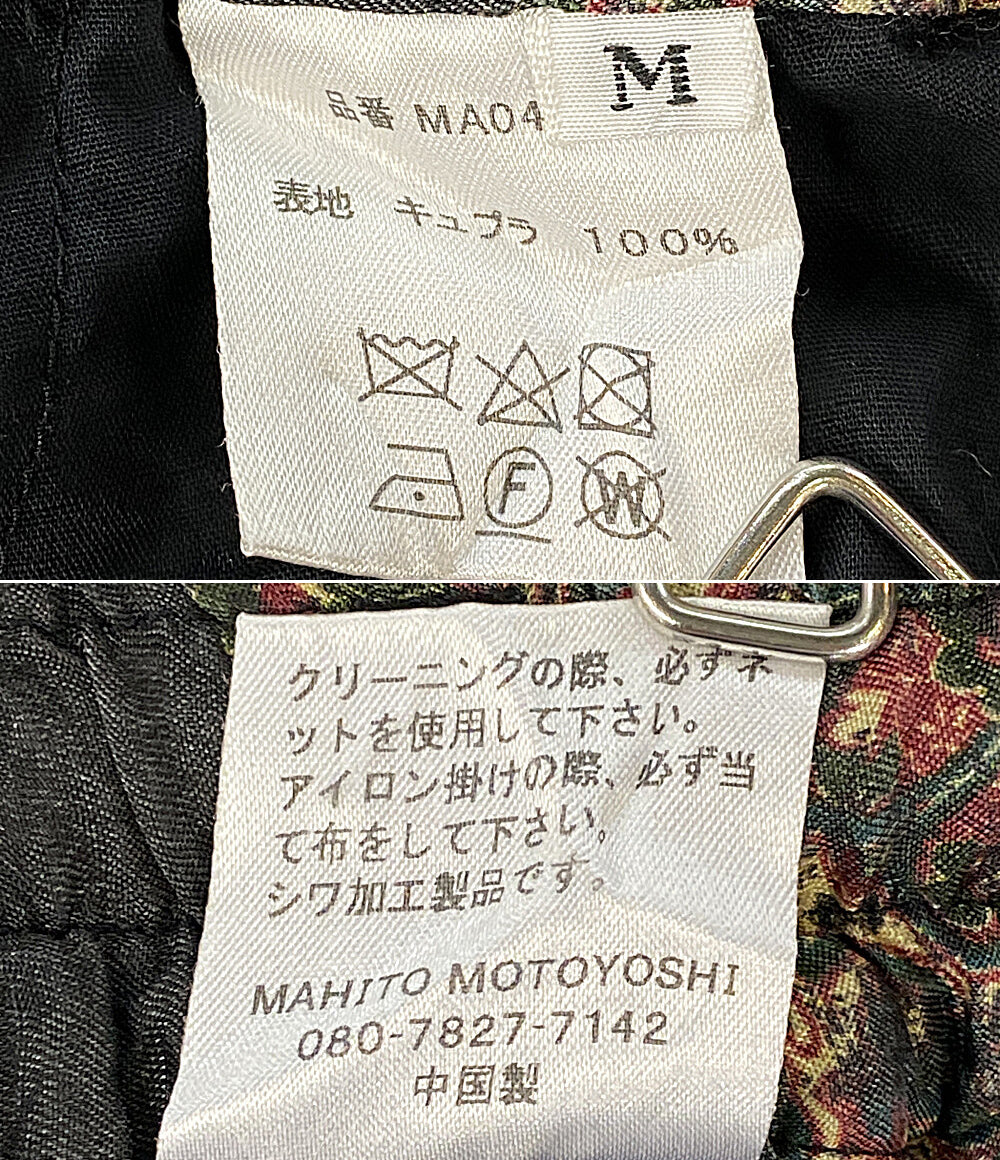 M
品番 MA04
表地 キュプラ 100%
F
W
クリーニングの際、必ずネ
ットを使用して下さい。
アイロン掛けの際、必ず当
て布をして下さい。
シワ加工製品です。
MAHITO MOTOYOSHI
080-7827-7142
中国製